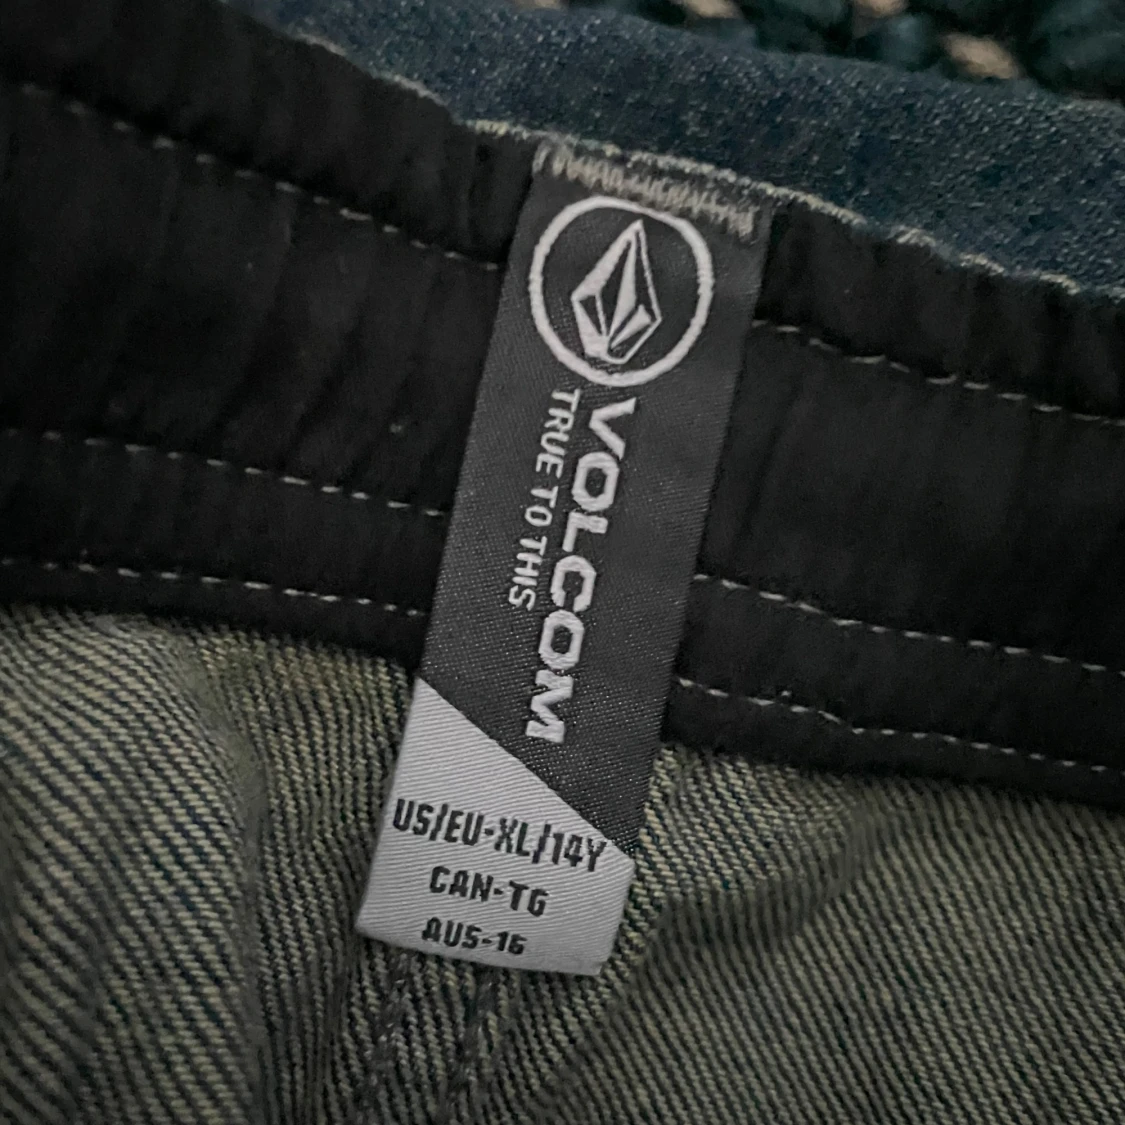 VOLCOM
TRUE TO THIS
US/EU-XL/14Y
CAN-TG
AUS-16